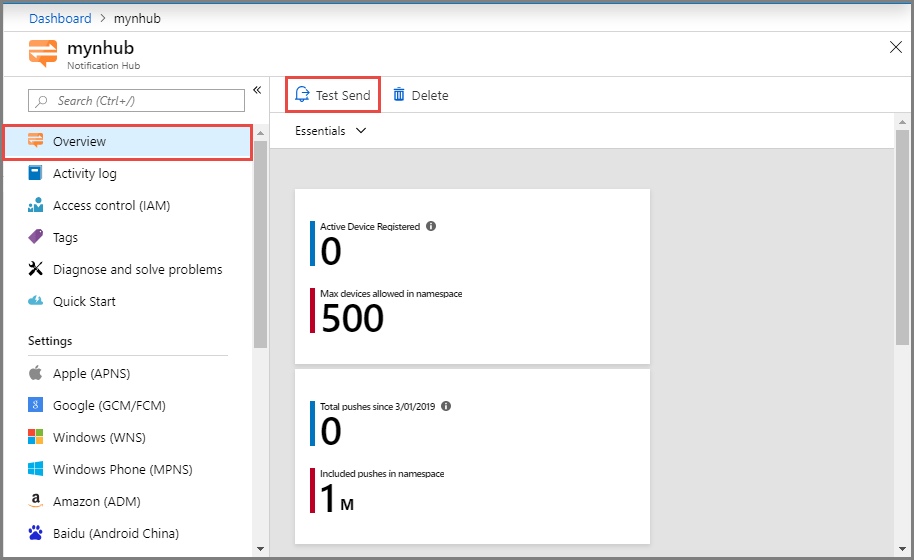 Dashboard > mynhub
mynhub
Notification Hub
Search (Ctrl+/)
«
Test Send
Delete
Essentials
Overview
Activity log
Access control (IAM)
Tags
Diagnose and solve problems
Quick Start
Settings
Apple (APNS)
Google (GCM/FCM)
Windows (WNS)
Windows Phone (MPNS)
Amazon (ADM)
Baidu (Android China)
Active Device Registered
0
Max devices allowed in namespace
500
Total pushes since 3/01/2019
0
Included pushes in namespace
1 M